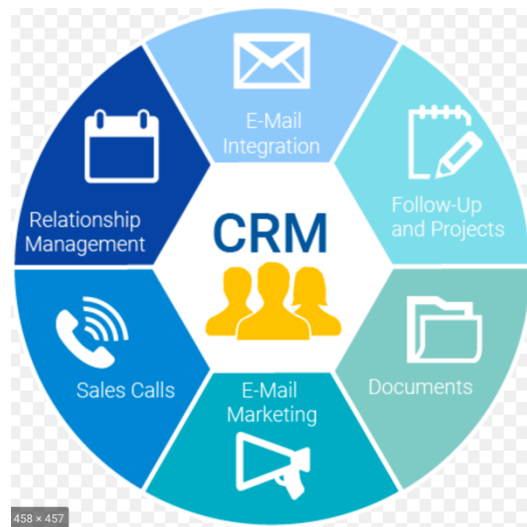 E-Mail
Integration
Follow-Up
and Projects
Relationship
Management
CRM
Sales Calls
E-Mail
Marketing
Documents
458 × 457